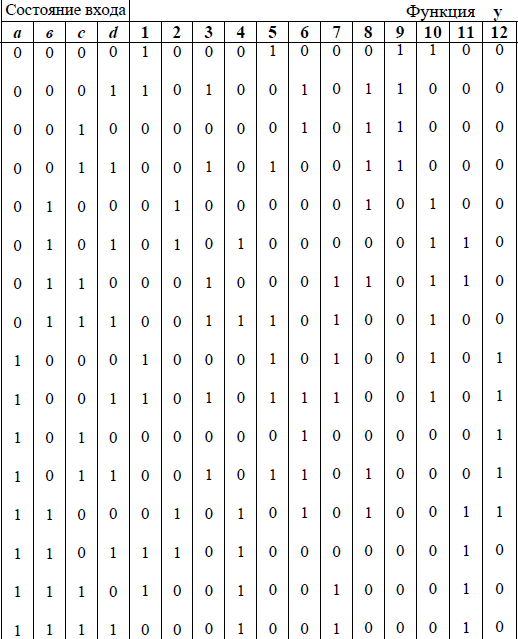 Состояние входа Функция y
a в c d 1 2 3 4 5 6 7 8 9 10 11 12
0 0 0 0 1 0 0 0 1 0 0 0 1 1 0 0
0 0 0 1 1 0 1 0 0 1 0 1 1 0 0 0
0 0 1 0 0 0 0 0 0 1 0 1 1 0 0 0
0 0 1 1 0 0 1 0 1 0 0 1 1 0 0 0
0 1 0 0 0 1 0 0 0 0 0 1 0 1 0 0
0 1 0 1 0 1 0 1 0 0 0 0 0 1 1 0
0 1 1 0 0 0 1 0 0 0 1 1 0 1 1 0
0 1 1 1 0 0 1 1 1 0 1 0 0 1 0 0
1 0 0 0 1 0 0 0 1 0 1 0 0 1 0 1
1 0 0 1 1 0 1 0 1 1 1 0 0 1 0 1
1 0 1 0 0 0 0 0 0 1 0 0 0 0 0 1
1 0 1 1 0 0 1 0 1 1 0 1 0 0 0 1
1 1 0 0 0 1 0 1 0 1 0 1 0 0 1 1
1 1 0 1 1 1 0 1 0 0 0 0 0 0 1 0
1 1 1 0 1 0 0 1 0 0 1 0 0 0 1 0
1 1 1 1 0 0 0 1 0 0 1 0 0 0 1 0